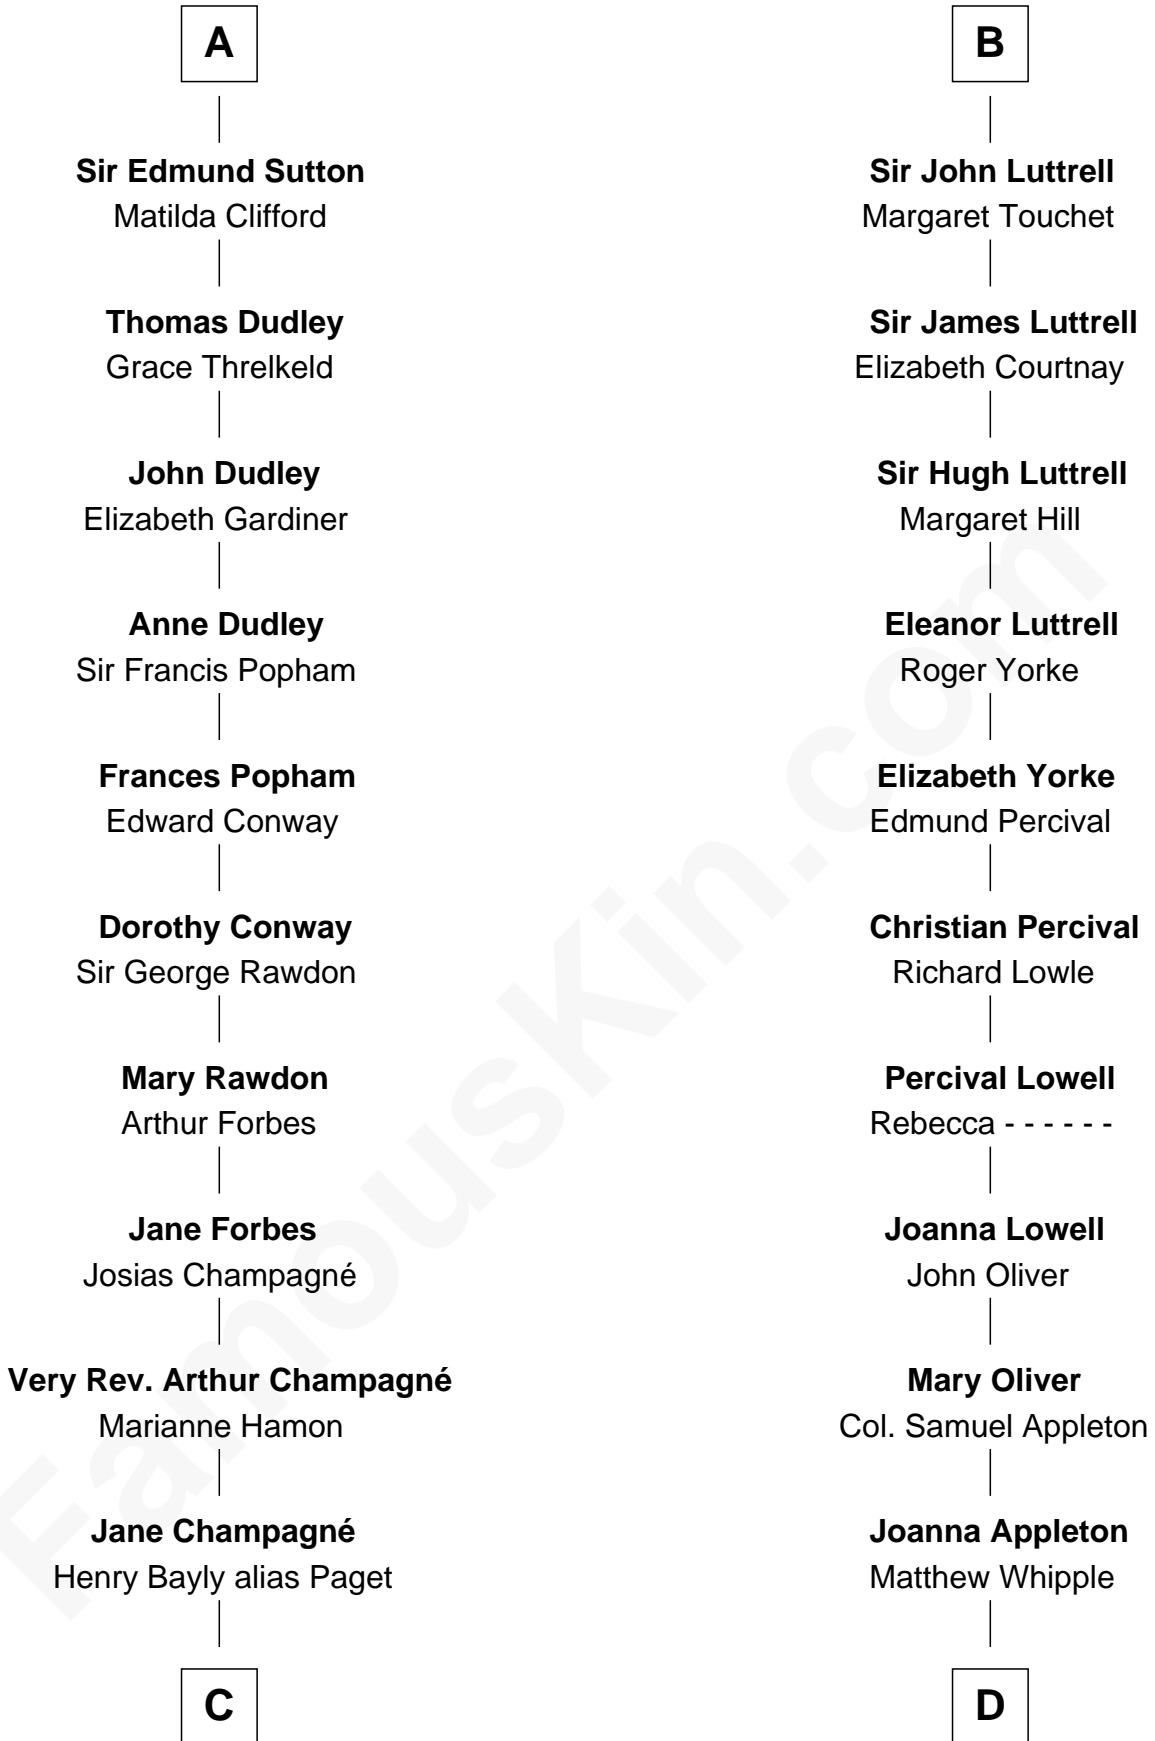 A
Sir Edmund Sutton
Matilda Clifford
Thomas Dudley
Grace Threlkeld
John Dudley
Elizabeth Gardiner
Anne Dudley
Sir Francis Popham
Frances Popham
Edward Conway
Dorothy Conway
Sir George Rawdon
Mary Rawdon
Arthur Forbes
Jane Forbes
Josias Champagné
Very Rev. Arthur Champagné
Marianne Hamon
Jane Champagné
Henry Bayly alias Paget
C
B
Sir John Luttrell
Margaret Touchet
Sir James Luttrell
Elizabeth Courtnay
Sir Hugh Luttrell
Margaret Hill
Eleanor Luttrell
Roger Yorke
Elizabeth Yorke
Edmund Percival
Christian Percival
Richard Lowle
Percival Lowell
Rebecca - - - - - -
Joanna Lowell
John Oliver
Mary Oliver
Col. Samuel Appleton
Joanna Appleton
Matthew Whipple
D
FamousKin.com